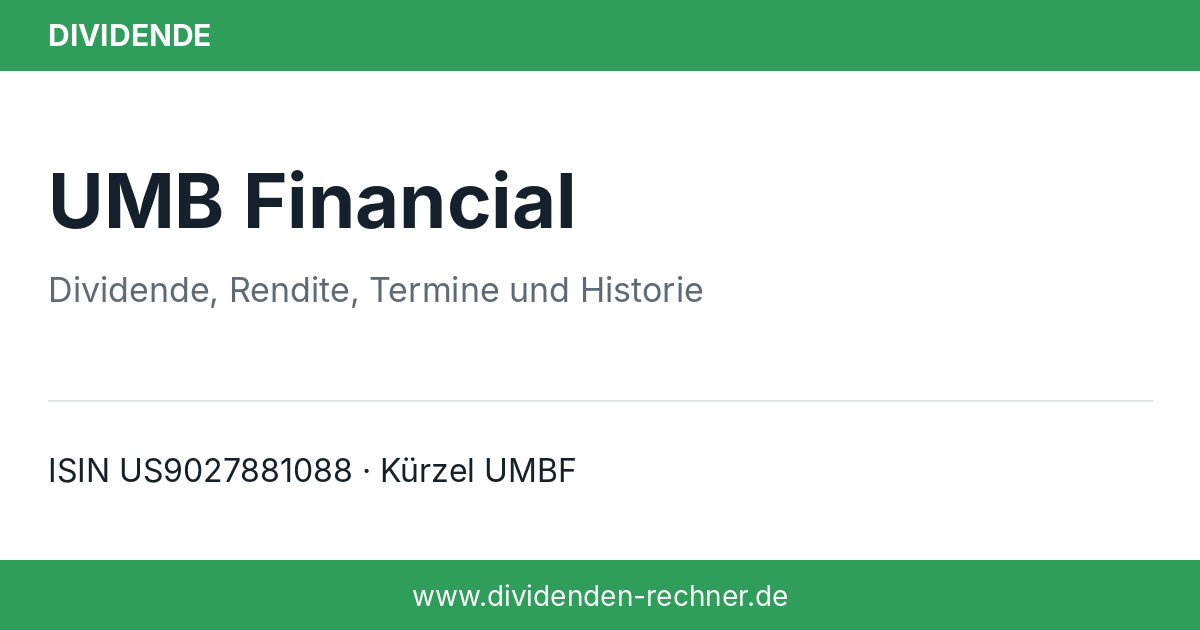 DIVIDENDE
UMB Financial
Dividende, Rendite, Termine und Historie
ISIN US9027881088 · Kürzel UMBF
www.dividenden-rechner.de